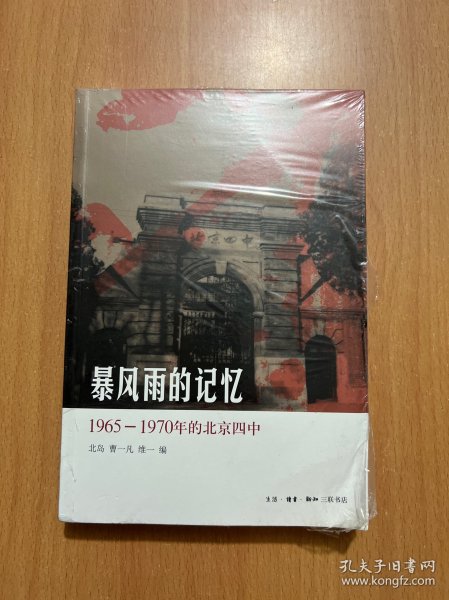 北京四中
暴风雨的记忆
1965－1970年的北京四中
北岛 曹一凡 维一 编
生活·读书·新知 三联书店
孔夫子旧书网
www.kongfz.com